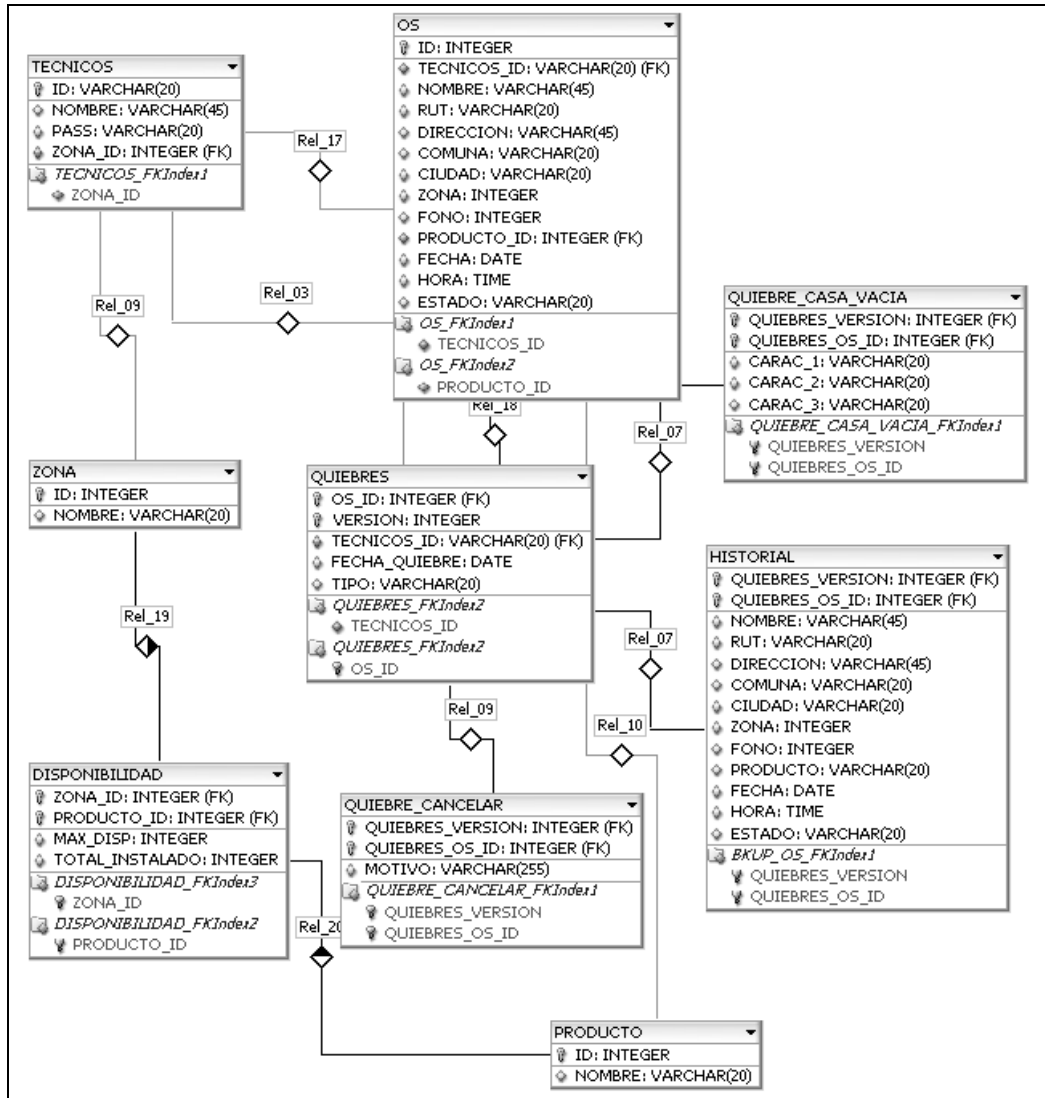 OS
ID: INTEGER
TECNICOS_ID: VARCHAR(20) (FK)
NOMBRE: VARCHAR(45)
RUT: VARCHAR(20)
DIRECCION: VARCHAR(45)
COMUNA: VARCHAR(20)
CIUDAD: VARCHAR(20)
ZONA: INTEGER
FONO: INTEGER
PRODUCTO_ID: INTEGER (FK)
FECHA: DATE
HORA: TIME
ESTADO: VARCHAR(20)
OS_FKIndex1
TECNICOS_ID
OS_FKIndex2
PRODUCTO_ID
TECNICOS
ID: VARCHAR(20)
NOMBRE: VARCHAR(45)
PASS: VARCHAR(20)
ZONA_ID: INTEGER (FK)
TECNICOS_FKIndex1
ZONA_ID
Rel_17
Rel_09
Rel_03
QUIEBRE_CASA_VACIA
QUIEBRES_VERSION: INTEGER (FK)
QUIEBRES_OS_ID: INTEGER (FK)
CARAC_1: VARCHAR(20)
CARAC_2: VARCHAR(20)
CARAC_3: VARCHAR(20)
QUIEBRE_CASA_VACIA_FKIndex1
QUIEBRES_VERSION
QUIEBRES_OS_ID
Rel_18
Rel_07
ZONA
ID: INTEGER
NOMBRE: VARCHAR(20)
QUIEBRES
OS_ID: INTEGER (FK)
VERSION: INTEGER
TECNICOS_ID: VARCHAR(20) (FK)
FECHA_QUIEBRE: DATE
TIPO: VARCHAR(20)
QUIEBRES_FKIndex2
TECNICOS_ID
QUIEBRES_FKIndex2
OS_ID
HISTORIAL
QUIEBRES_VERSION: INTEGER (FK)
QUIEBRES_OS_ID: INTEGER (FK)
NOMBRE: VARCHAR(45)
RUT: VARCHAR(20)
DIRECCION: VARCHAR(45)
COMUNA: VARCHAR(20)
CIUDAD: VARCHAR(20)
ZONA: INTEGER
FONO: INTEGER
PRODUCTO: VARCHAR(20)
FECHA: DATE
HORA: TIME
ESTADO: VARCHAR(20)
BKUP_OS_FKIndex1
QUIEBRES_VERSION
QUIEBRES_OS_ID
Rel_19
Rel_07
Rel_09
Rel_10
DISPONIBILIDAD
ZONA_ID: INTEGER (FK)
PRODUCTO_ID: INTEGER (FK)
MAX_DISP: INTEGER
TOTAL_INSTALADO: INTEGER
DISPONIBILIDAD_FKIndex3
ZONA_ID
DISPONIBILIDAD_FKIndex2
PRODUCTO_ID
QUIEBRE_CANCELAR
QUIEBRES_VERSION: INTEGER (FK)
QUIEBRES_OS_ID: INTEGER (FK)
MOTIVO: VARCHAR(255)
QUIEBRE_CANCELAR_FKIndex1
QUIEBRES_VERSION
QUIEBRES_OS_ID
Rel_20
PRODUCTO
ID: INTEGER
NOMBRE: VARCHAR(20)